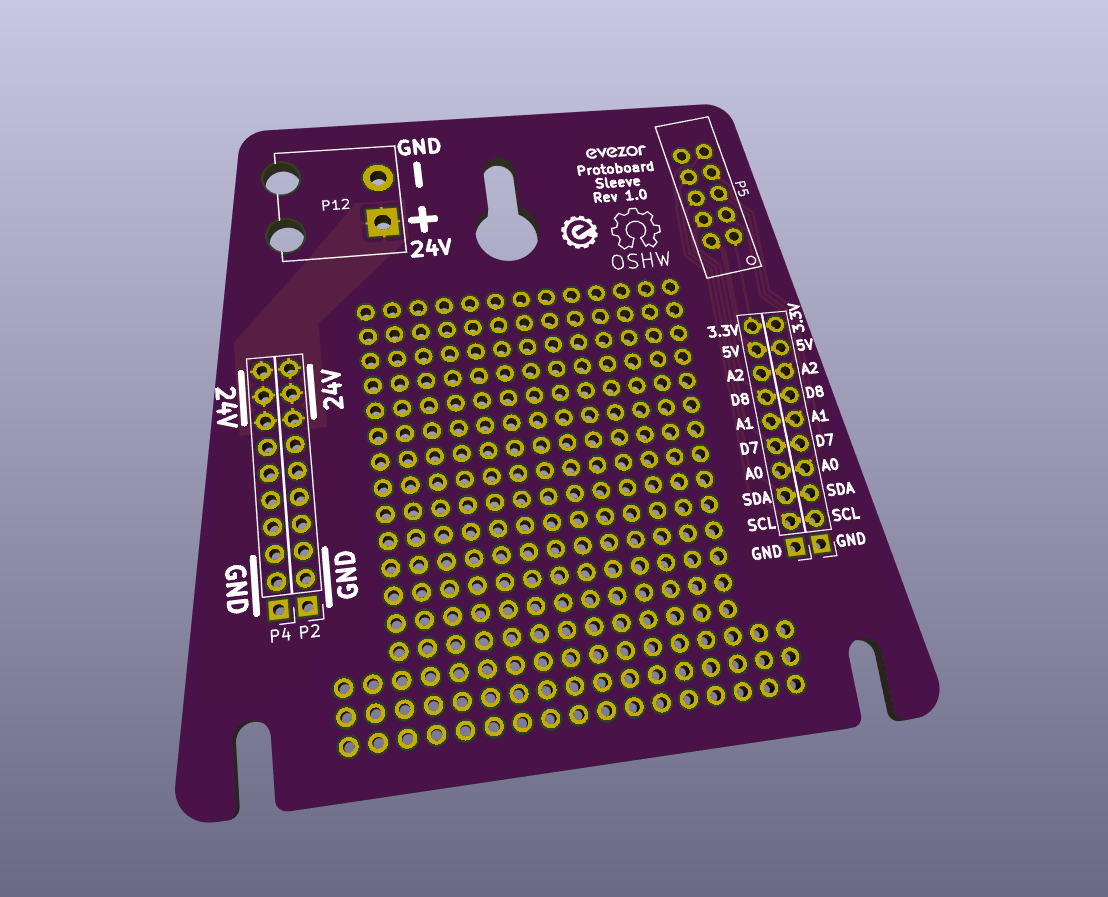 GND
P12
+
24V
evezor
Protoboard
Sleeve
Rev 1.0
OSHW
P5
24V
24V
GND
GND
P4
P2
3.3V
3.3V
5V
5V
A2
A2
D8
D8
A1
A1
D7
D7
A0
A0
SDA
SDA
SCL
SCL
GND
GND